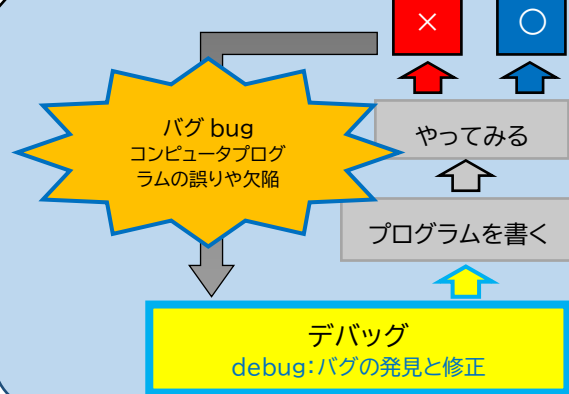 × 〇
バグ bug
コンピュータプログ
ラムの誤りや欠陥
やってみる
プログラムを書く
デバッグ
debug：バグの発見と修正